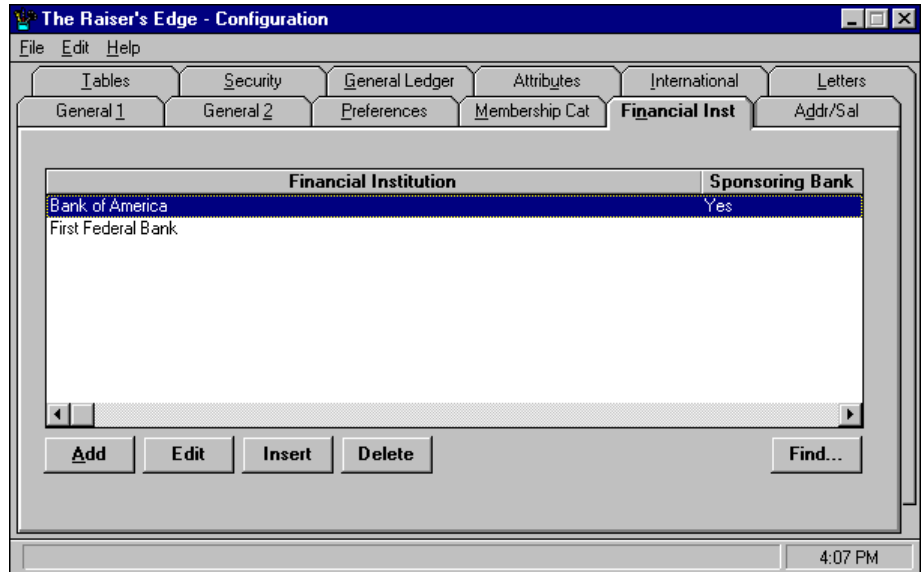 The Raiser's Edge - Configuration
File Edit Help
Tables Security General Ledger Attributes International Letters
General 1 General 2 Preferences Membership Cat Financial Inst Addr/Sal
Financial Institution Sponsoring Bank
Bank of America Yes
First Federal Bank
Add Edit Insert Delete Find...
4:07 PM